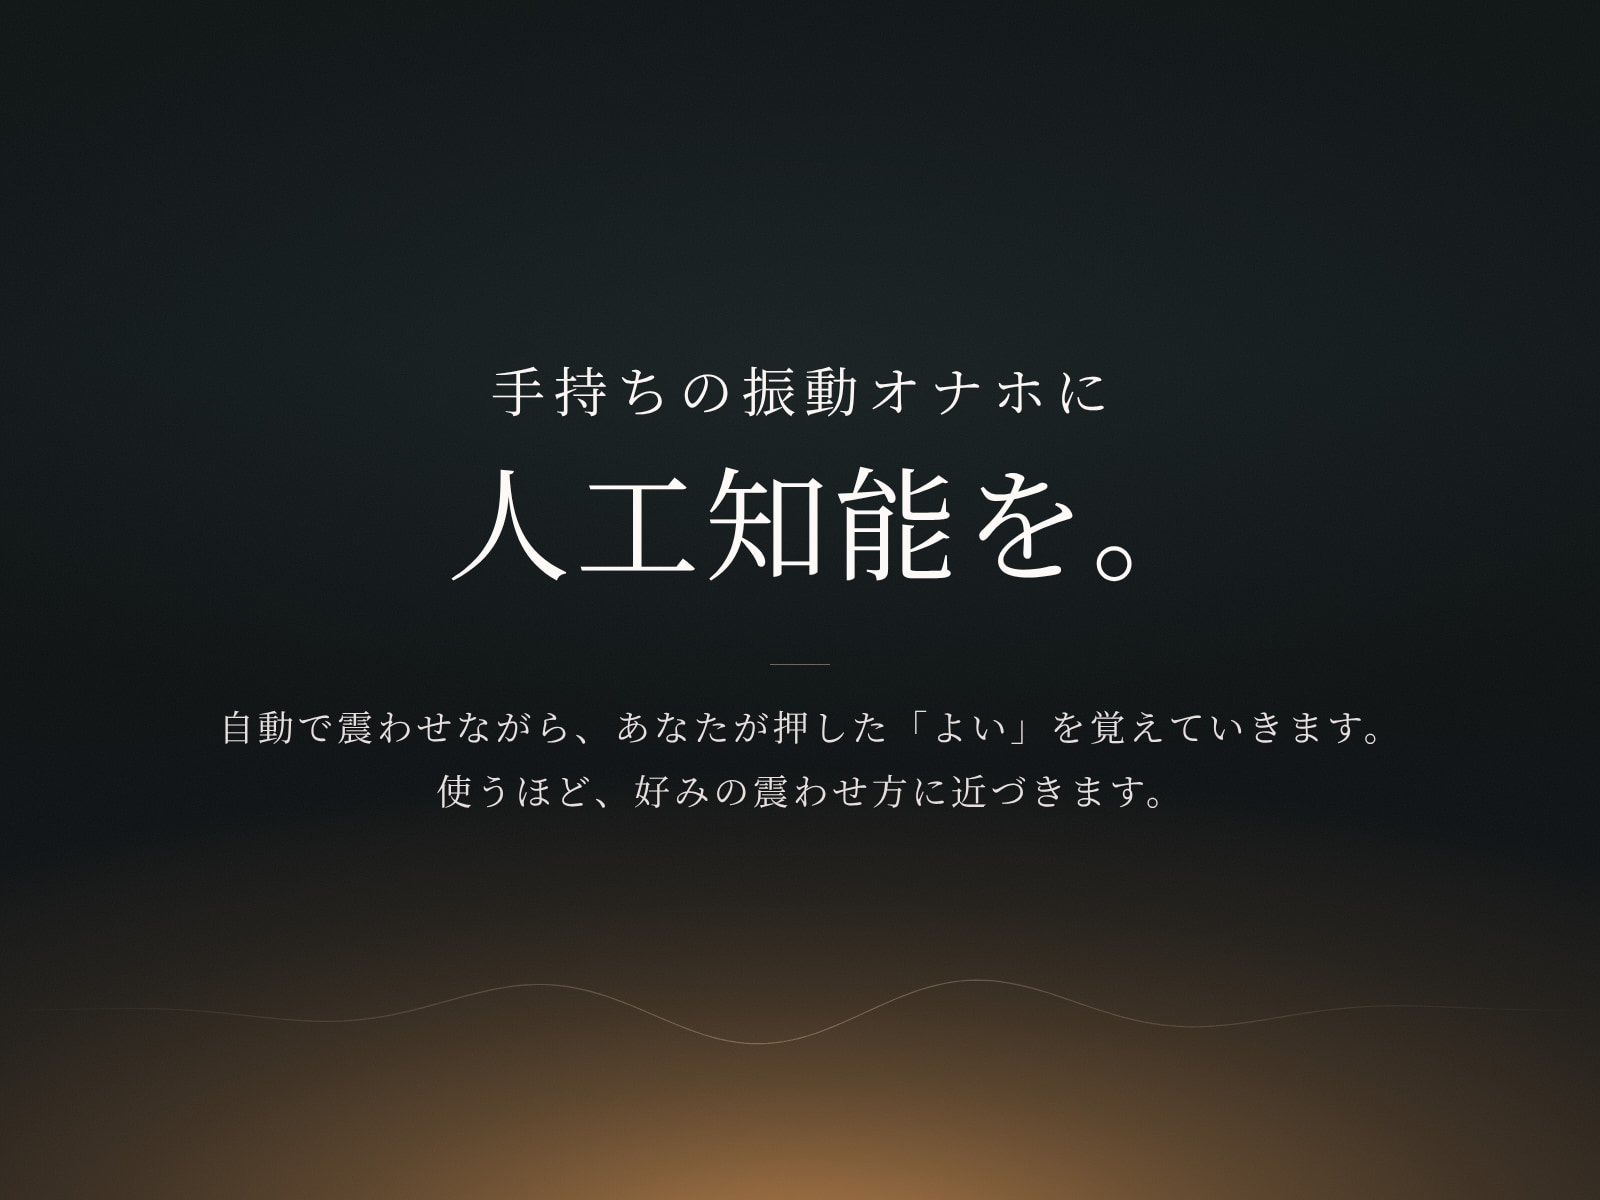 手持ちの振動オナホに
人工知能を。
自動で震わせながら、あなたが押した「よい」を覚えていきます。
使うほど、好みの震わせ方に近づきます。